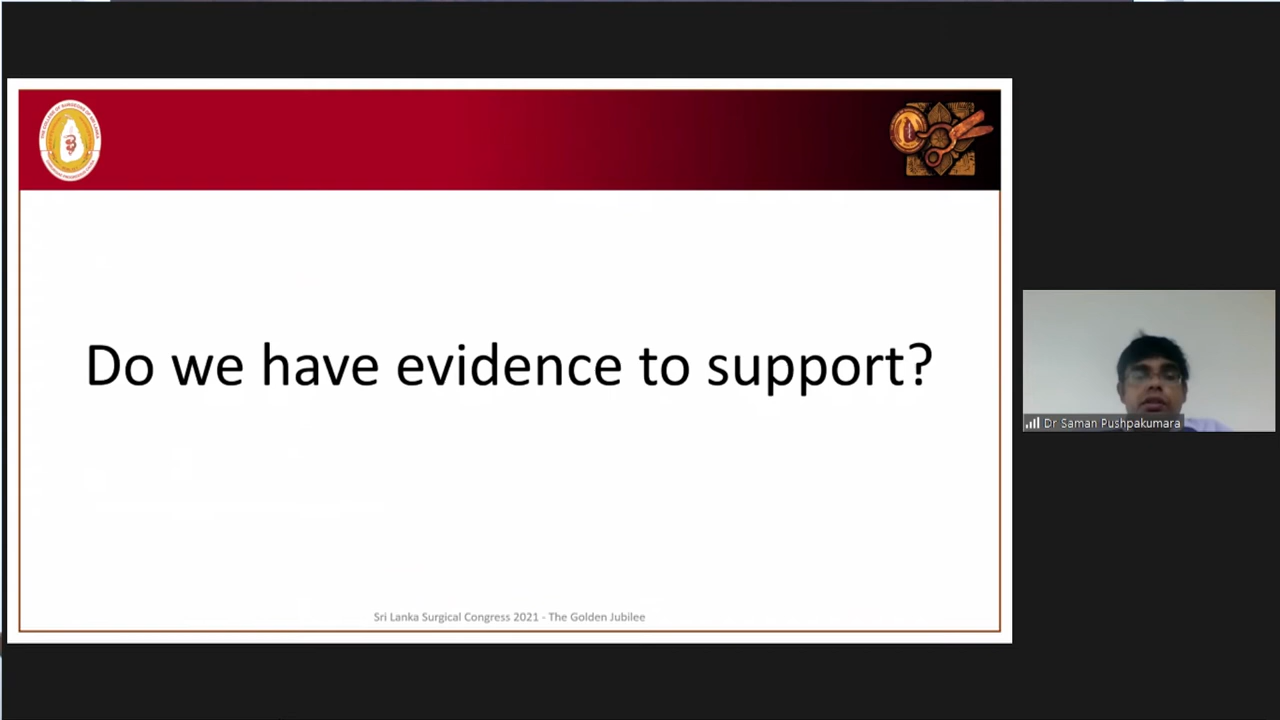 Do we have evidence to support?
Dr Saman Pushpakumara
Sri Lanka Surgical Congress 2021 - The Golden Jubilee